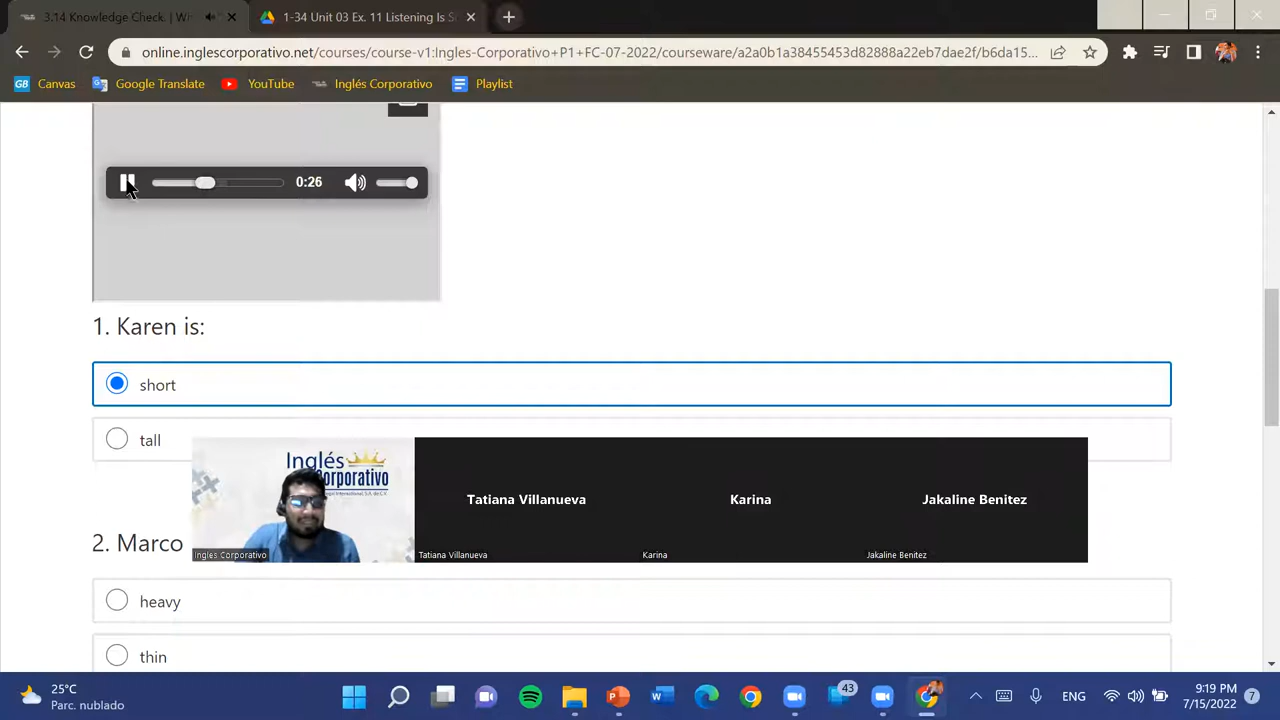 3.14 Knowledge Check. | Wi
1-34 Unit 03 Ex. 11 Listening Is S
online.inglescorporativo.net/courses/course-v1:Ingles-Corporativo+P1+FC-07-2022/courseware/a2a0b1a38455453d82888a22eb7dae2f/b6da15...
GB Canvas
Google Translate
YouTube
Inglés Corporativo
Playlist
0:26
1. Karen is:
short
tall
Inglés
Corporativo
Tatiana Villanueva
Karina
Jakaline Benitez
Ingles Corporativo
Tatiana Villanueva
Karina
Jakaline Benitez
2. Marco
heavy
thin
25°C
Parc. nublado
43
ENG
9:19 PM
7/15/2022
7